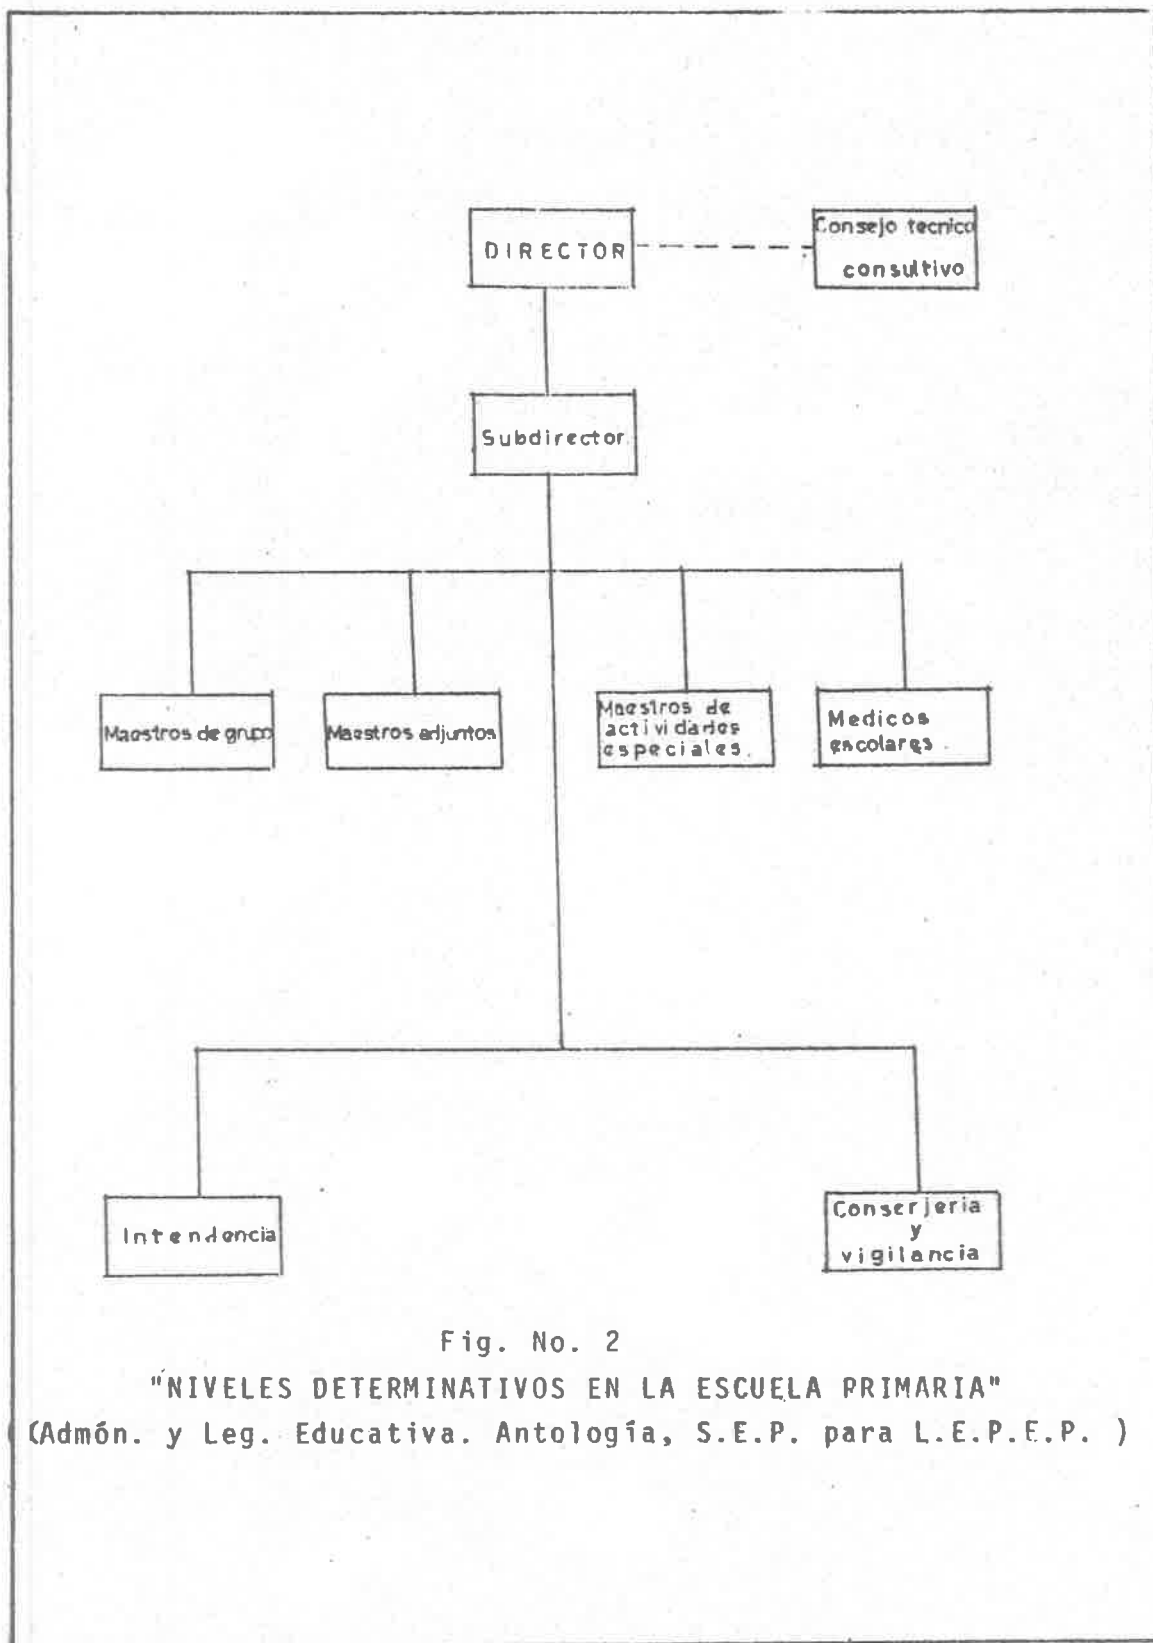 DIRECTOR
Consejo tecnico
consultivo
Subdirector.
Maestros de grupo
Maestros adjuntos
Maestros de
actividades
especiales.
Medicos
escolares.
Intendencia
Conserjeria
y
vigilancia
Fig. No. 2
"NIVELES DETERMINATIVOS EN LA ESCUELA PRIMARIA"
(Admón. y Leg. Educativa. Antología, S.E.P. para L.E.P.E.P. )